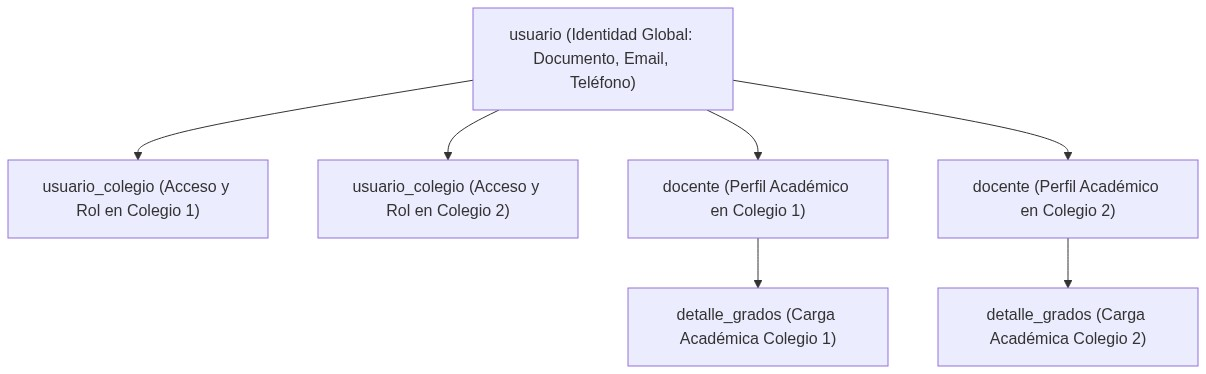 usuario (Identidad Global:
Documento, Email,
Teléfono)
usuario_colegio (Acceso y
Rol en Colegio 1)
usuario_colegio (Acceso y
Rol en Colegio 2)
docente (Perfil Académico
en Colegio 1)
docente (Perfil Académico
en Colegio 2)
detalle_grados (Carga
Académica Colegio 1)
detalle_grados (Carga
Académica Colegio 2)